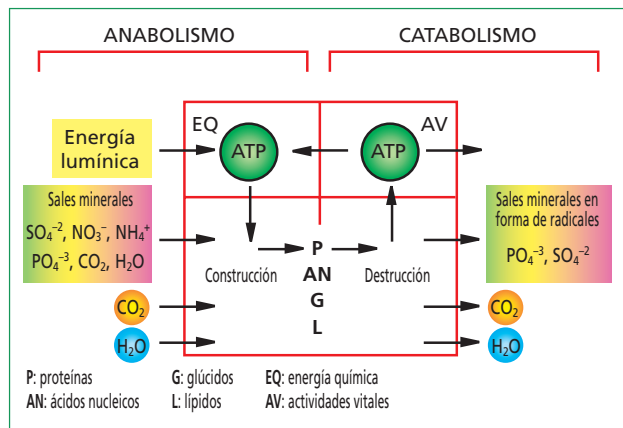 ANABOLISMO
CATABOLISMO
Energía
lumínica
EQ
ATP
ATP
AV
Sales minerales
SO₄⁻², NO₃⁻, NH₄⁺
PO₄⁻³, CO₂, H₂O
CO₂
H₂O
Construcción
P
AN
G
L
Destrucción
Sales minerales en
forma de radicales
PO₄⁻³, SO₄⁻²
CO₂
H₂O
P: proteínas G: glúcidos EQ: energía química
AN: ácidos nucleicos L: lípidos AV: actividades vitales